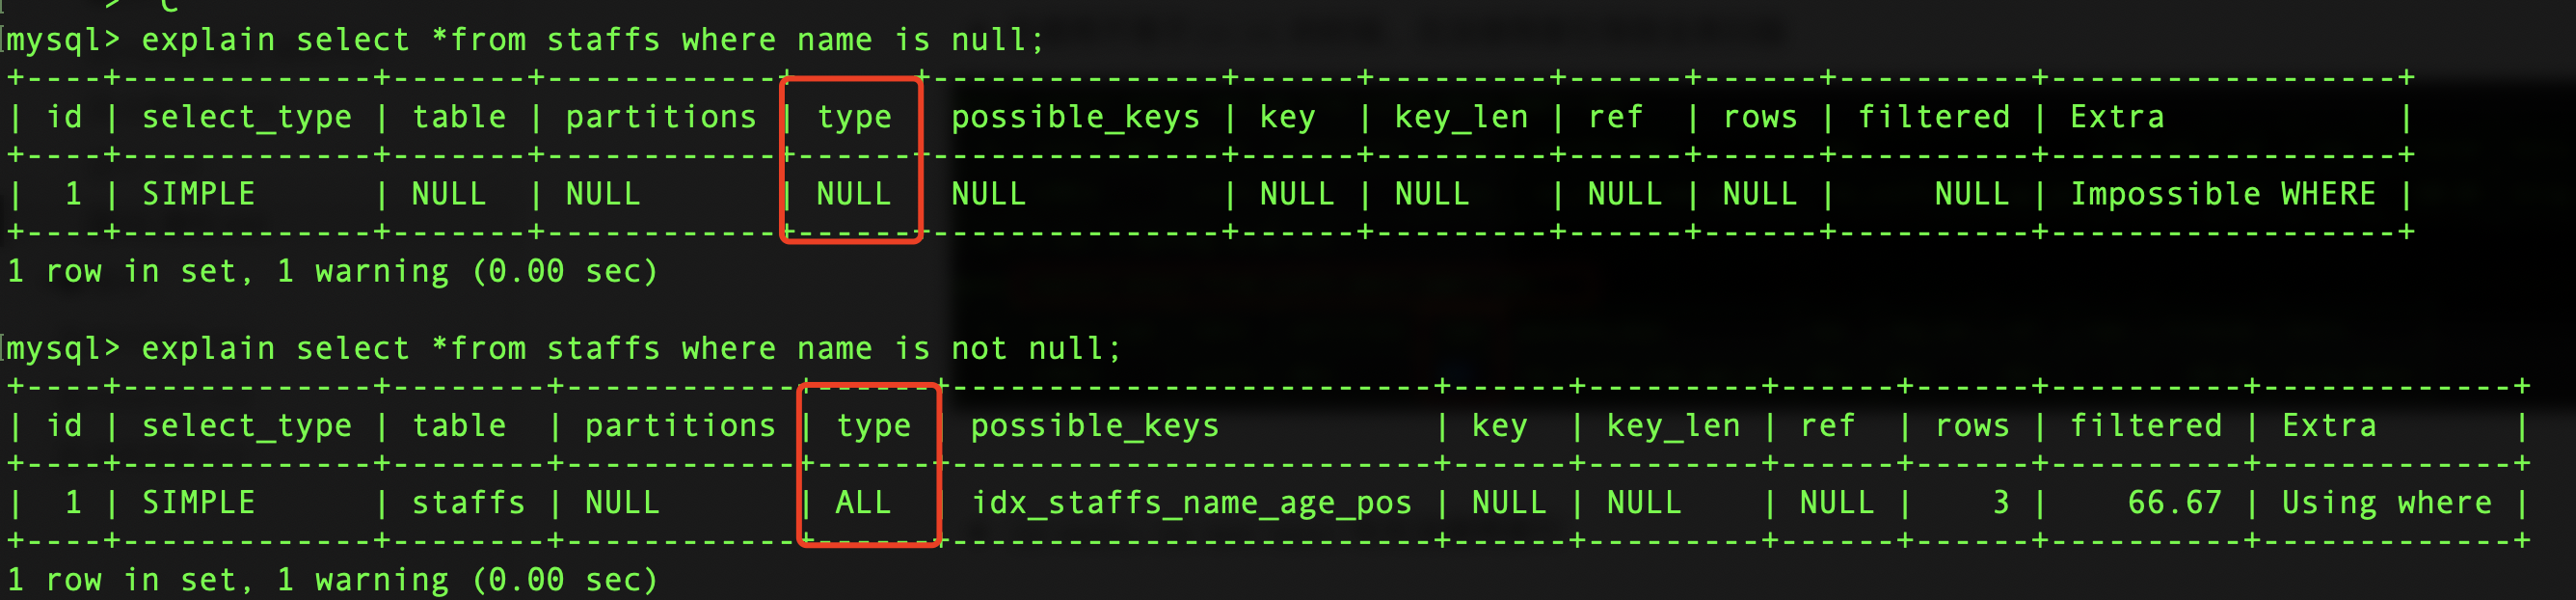 > C
[mysql> explain select *from staffs where name is null;
+----+-------------+-------+------------+------+---------------+------+---------+------+------+----------+------------------+
| id | select_type | table | partitions | type | possible_keys | key  | key_len | ref  | rows | filtered | Extra            |
+----+-------------+-------+------------+------+---------------+------+---------+------+------+----------+------------------+
|  1 | SIMPLE      | NULL  | NULL       | NULL | NULL          | NULL | NULL    | NULL | NULL |     NULL | Impossible WHERE |
+----+-------------+-------+------------+------+---------------+------+---------+------+------+----------+------------------+
1 row in set, 1 warning (0.00 sec)
[mysql> explain select *from staffs where name is not null;
+----+-------------+--------+------------+------+-------------------------+------+---------+------+------+----------+-------------+
| id | select_type | table  | partitions | type | possible_keys           | key  | key_len | ref  | rows | filtered | Extra       |
+----+-------------+--------+------------+------+-------------------------+------+---------+------+------+----------+-------------+
|  1 | SIMPLE      | staffs | NULL       | ALL  | idx_staffs_name_age_pos | NULL | NULL    | NULL |    3 |    66.67 | Using where |
+----+-------------+--------+------------+------+-------------------------+------+---------+------+------+----------+-------------+
1 row in set, 1 warning (0.00 sec)